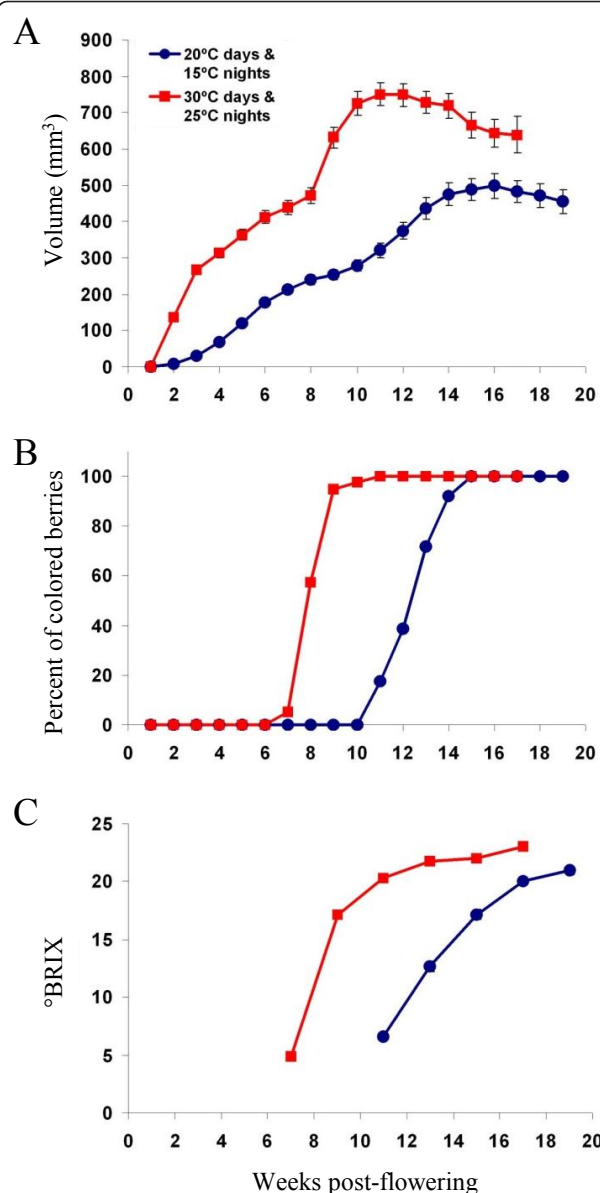 A
900
800
700
600
500
400
300
200
100
0
Volume (mm³)
20ºC days &
15ºC nights
30ºC days &
25ºC nights
0 2 4 6 8 10 12 14 16 18 20
B
100
80
60
40
20
0
Percent of colored berries
0 2 4 6 8 10 12 14 16 18 20
C
25
20
15
10
5
0
°BRIX
0 2 4 6 8 10 12 14 16 18 20
Weeks post-flowering